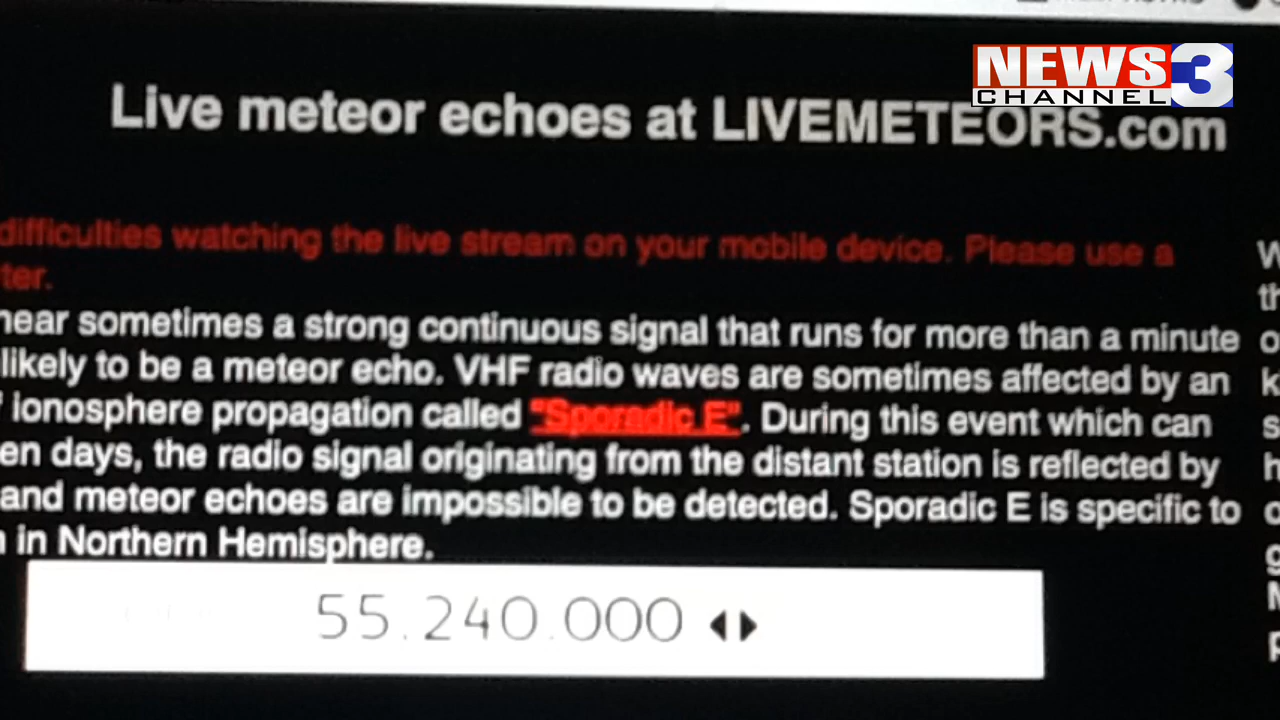 NEWS 3
CHANNEL
Live meteor echoes at LIVEMETEORS.com
difficulties watching the live stream on your mobile device. Please use a
ter.
hear sometimes a strong continuous signal that runs for more than a minute
likely to be a meteor echo. VHF radio waves are sometimes affected by an
ionosphere propagation called "Sporadic E". During this event which can
en days, the radio signal originating from the distant station is reflected by
and meteor echoes are impossible to be detected. Sporadic E is specific to
in Northern Hemisphere.
55.240.000